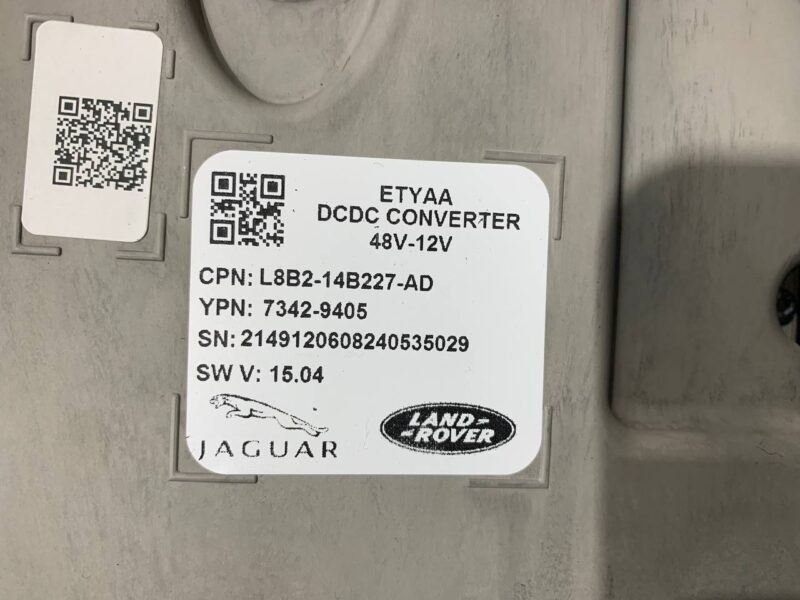 ETYAA
DCDC CONVERTER
48V-12V
CPN: L8B2-14B227-AD
YPN: 7342-9405
SN: 2149120608240535029
SW V: 15.04
JAGUAR
LAND-
-ROVER